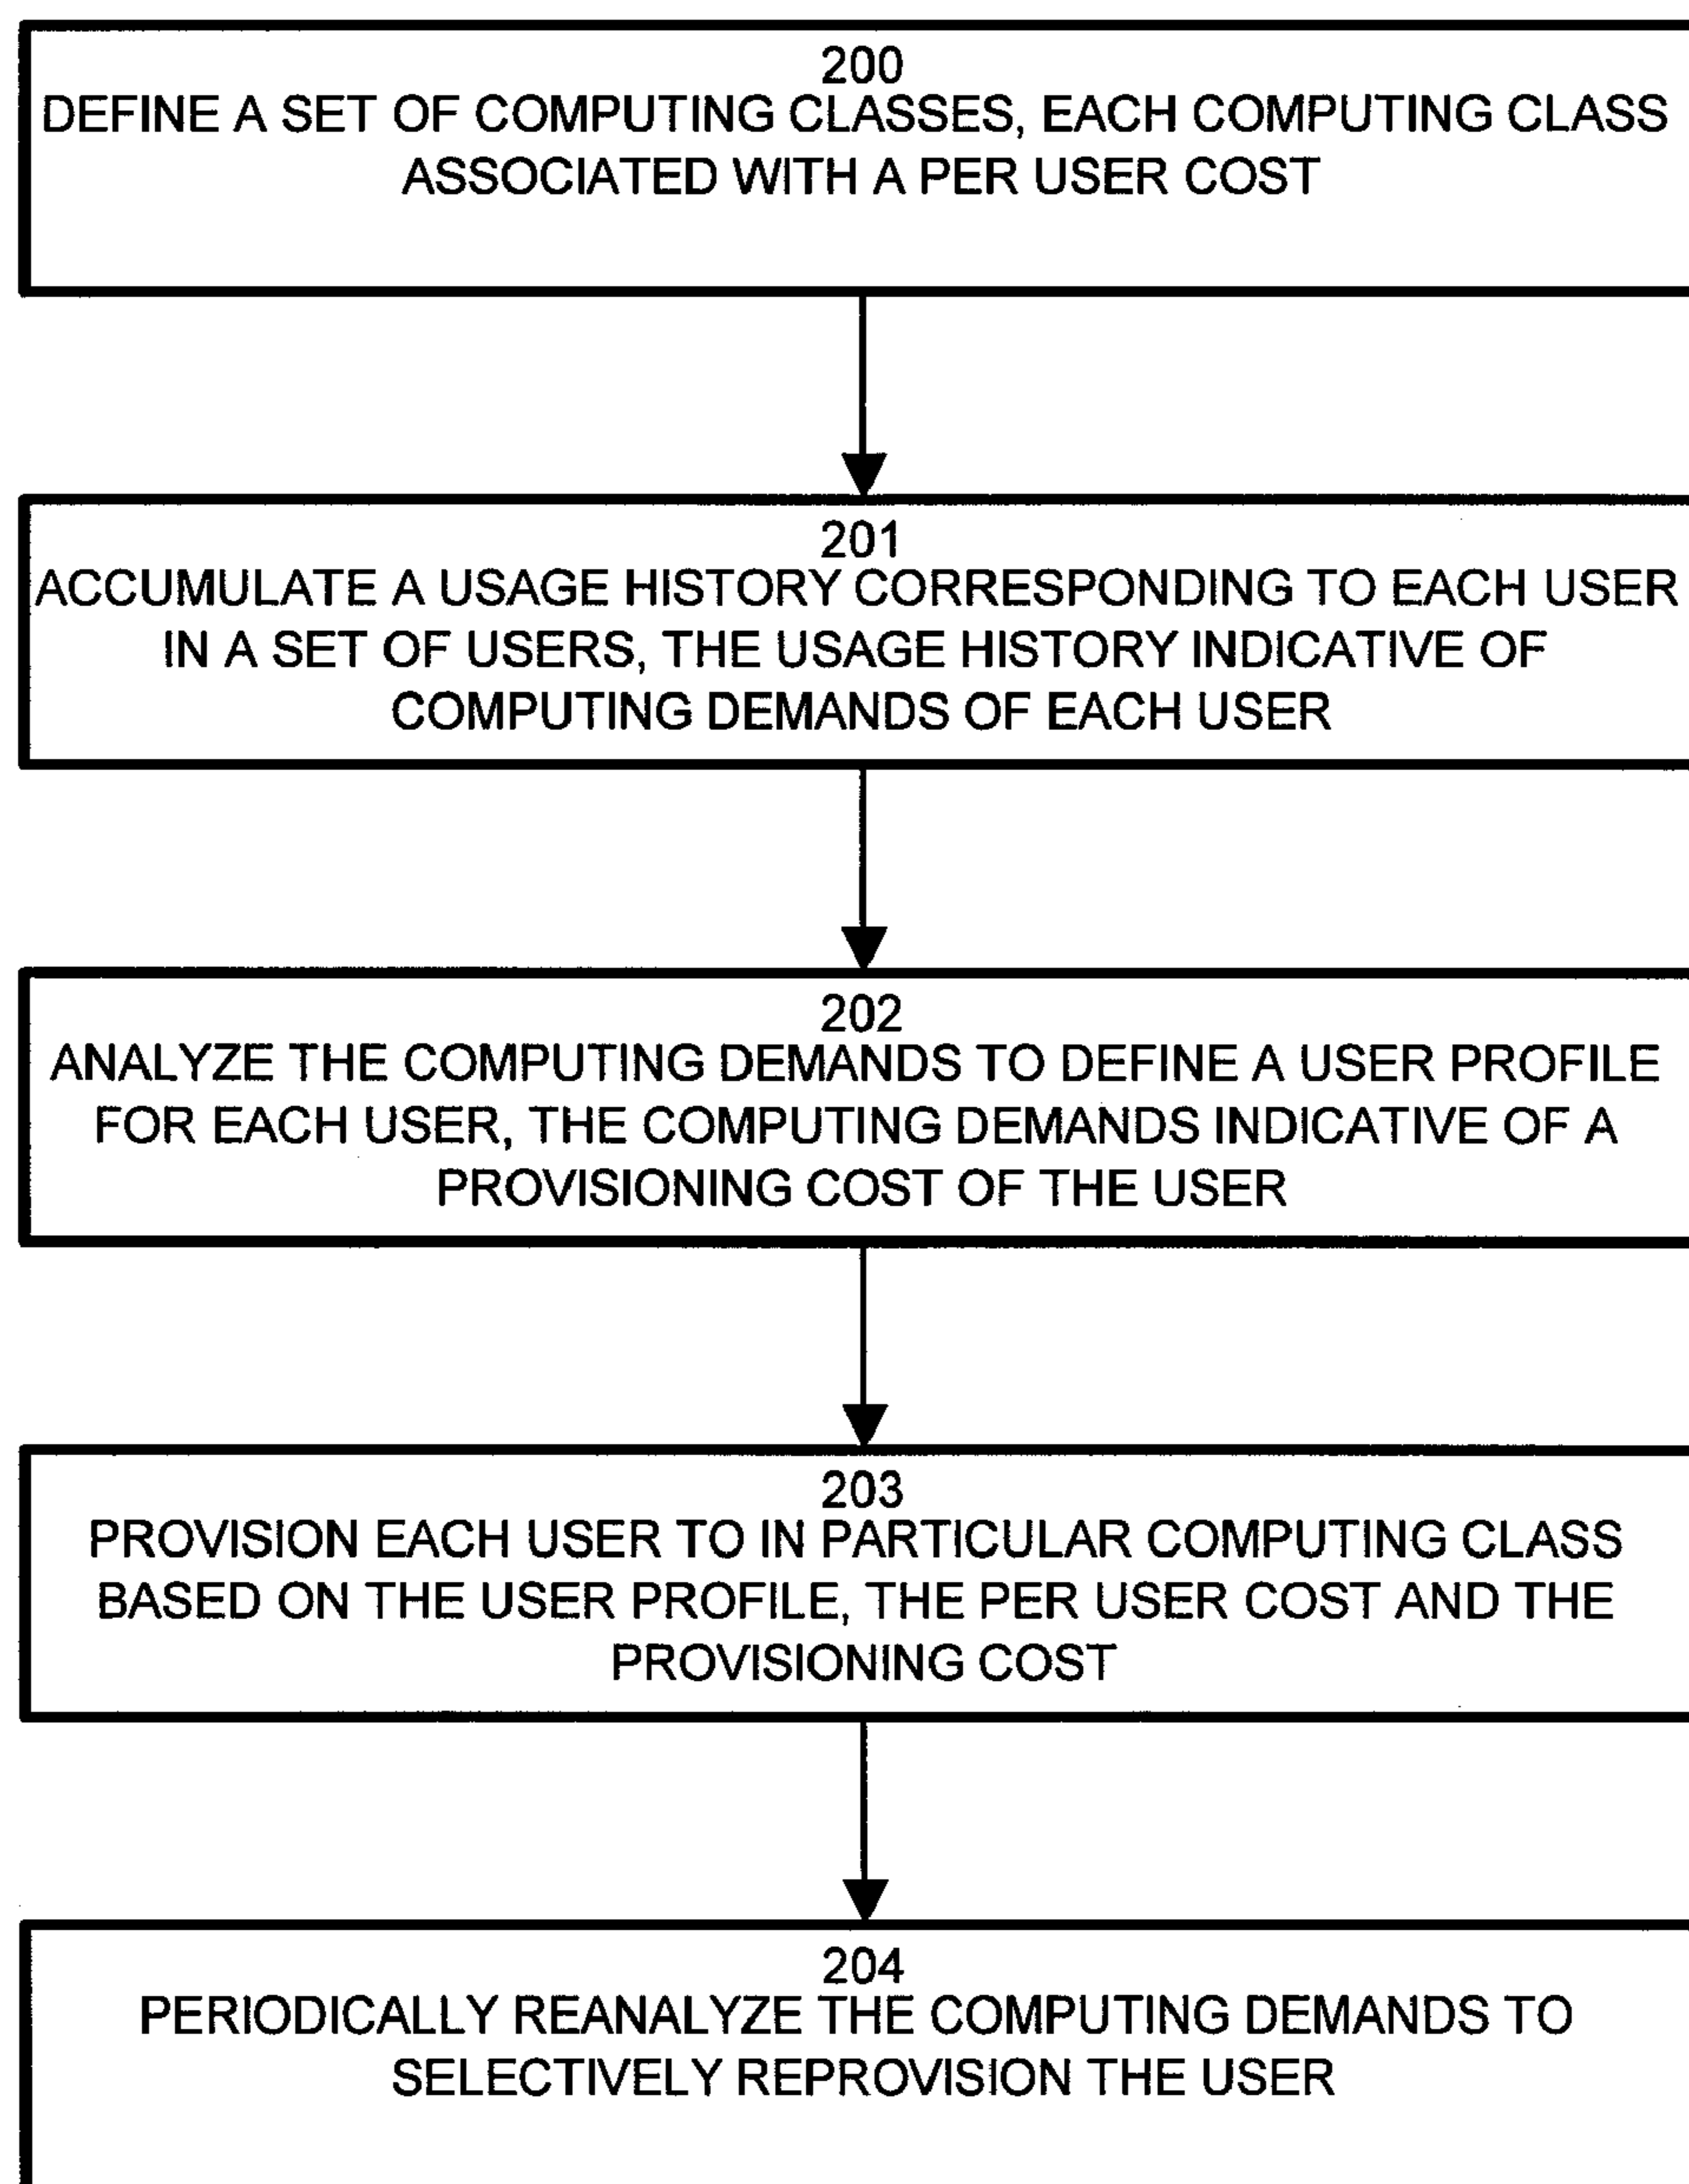 200
DEFINE A SET OF COMPUTING CLASSES, EACH COMPUTING CLASS
ASSOCIATED WITH A PER USER COST
201
ACCUMULATE A USAGE HISTORY CORRESPONDING TO EACH USER
IN A SET OF USERS, THE USAGE HISTORY INDICATIVE OF
COMPUTING DEMANDS OF EACH USER
202
ANALYZE THE COMPUTING DEMANDS TO DEFINE A USER PROFILE
FOR EACH USER, THE COMPUTING DEMANDS INDICATIVE OF A
PROVISIONING COST OF THE USER
203
PROVISION EACH USER TO IN PARTICULAR COMPUTING CLASS
BASED ON THE USER PROFILE, THE PER USER COST AND THE
PROVISIONING COST
204
PERIODICALLY REANALYZE THE COMPUTING DEMANDS TO
SELECTIVELY REPROVISION THE USER